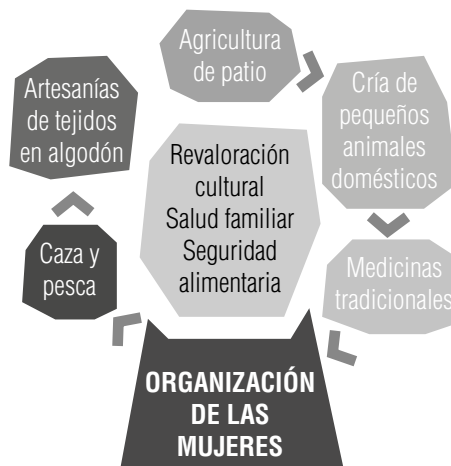 Agricultura
de patio
Artesanías
de tejidos
en algodón
Cría de
pequeños
animales
domésticos
Revaloración
cultural
Salud familiar
Seguridad
alimentaria
Caza y
pesca
Medicinas
tradicionales
ORGANIZACIÓN
DE LAS
MUJERES